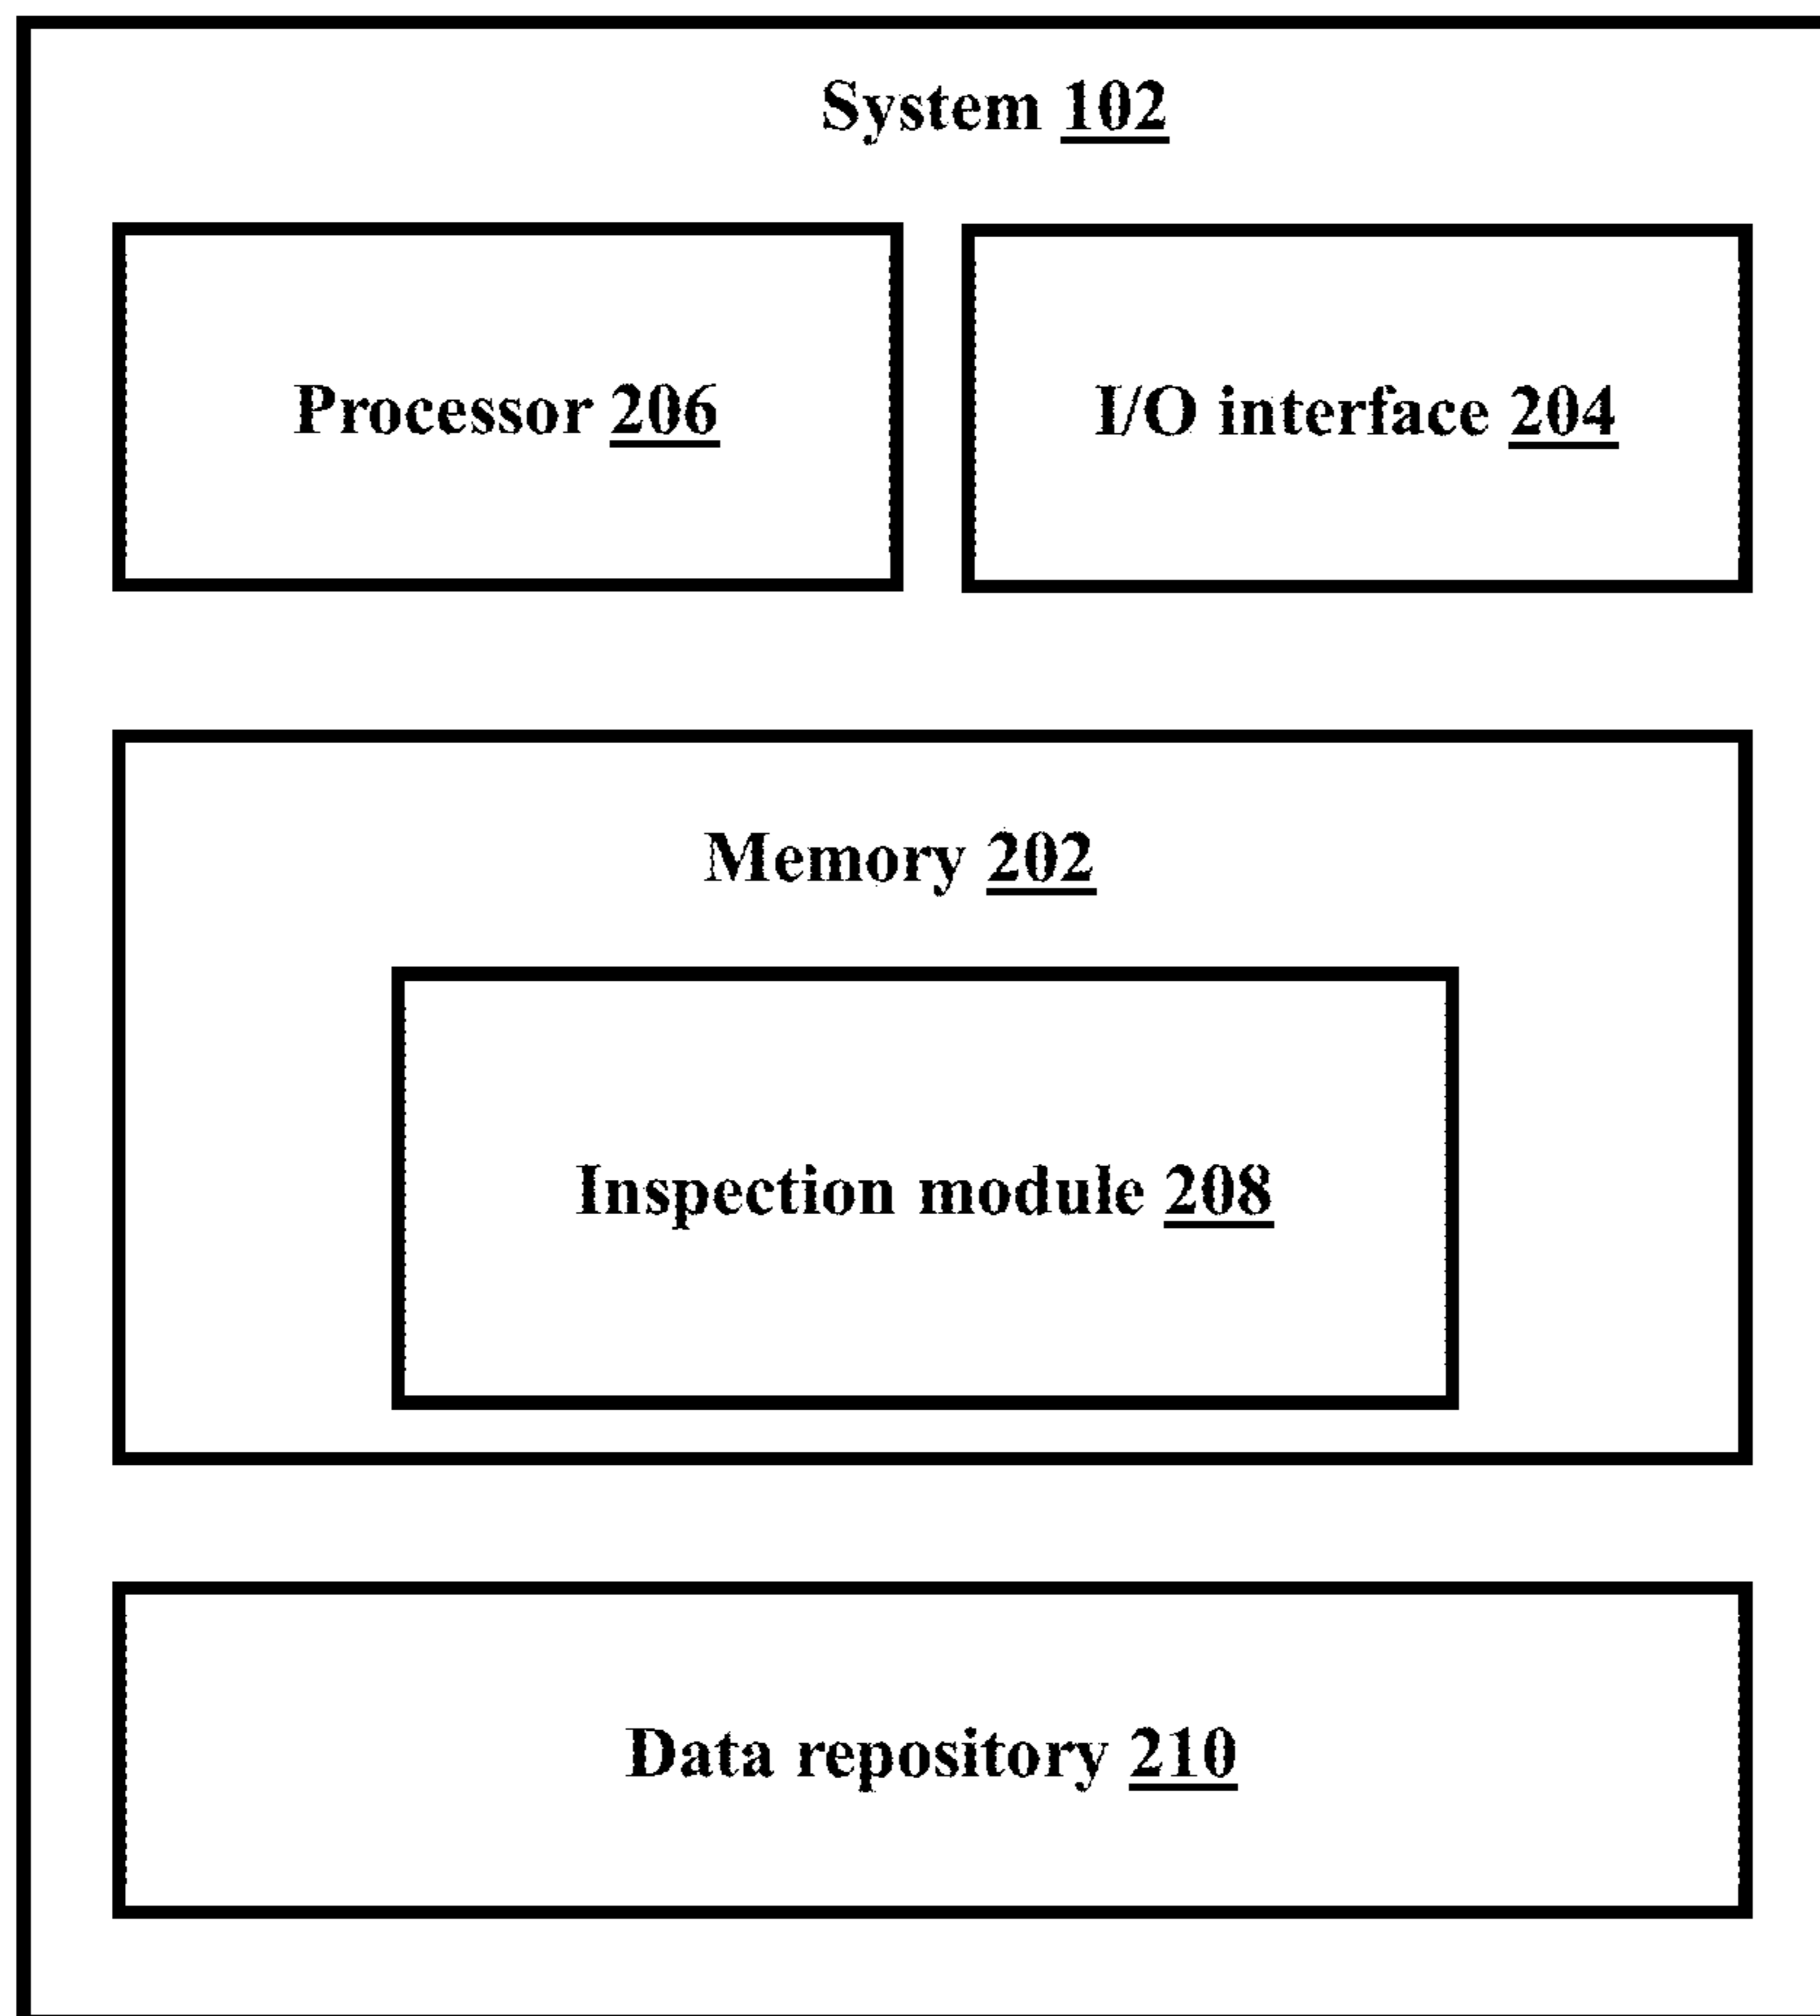 System 102
Processor 206
I/O interface 204
Memory 202
Inspection module 208
Data repository 210